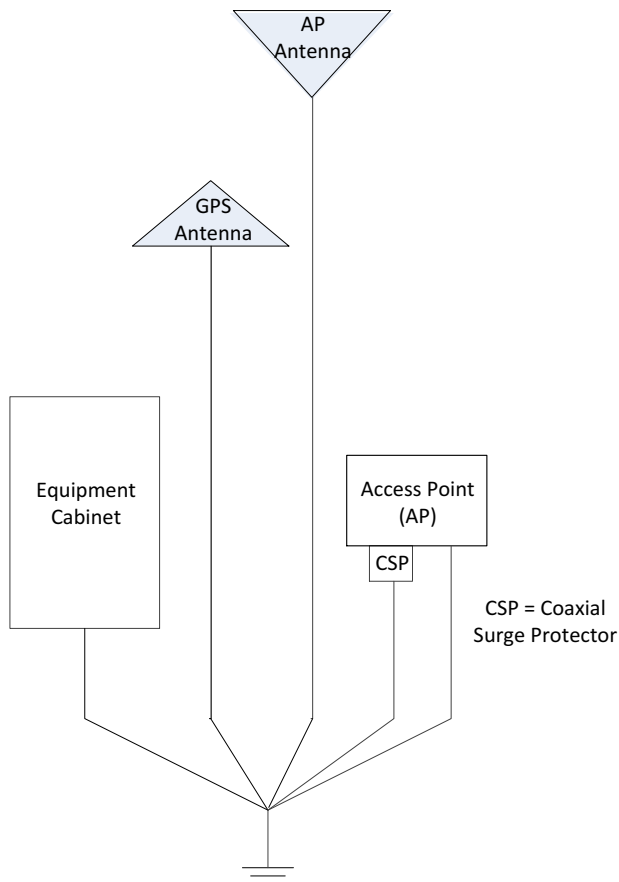 AP
Antenna
GPS
Antenna
Equipment
Cabinet
Access Point
(AP)
CSP
CSP = Coaxial
Surge Protector